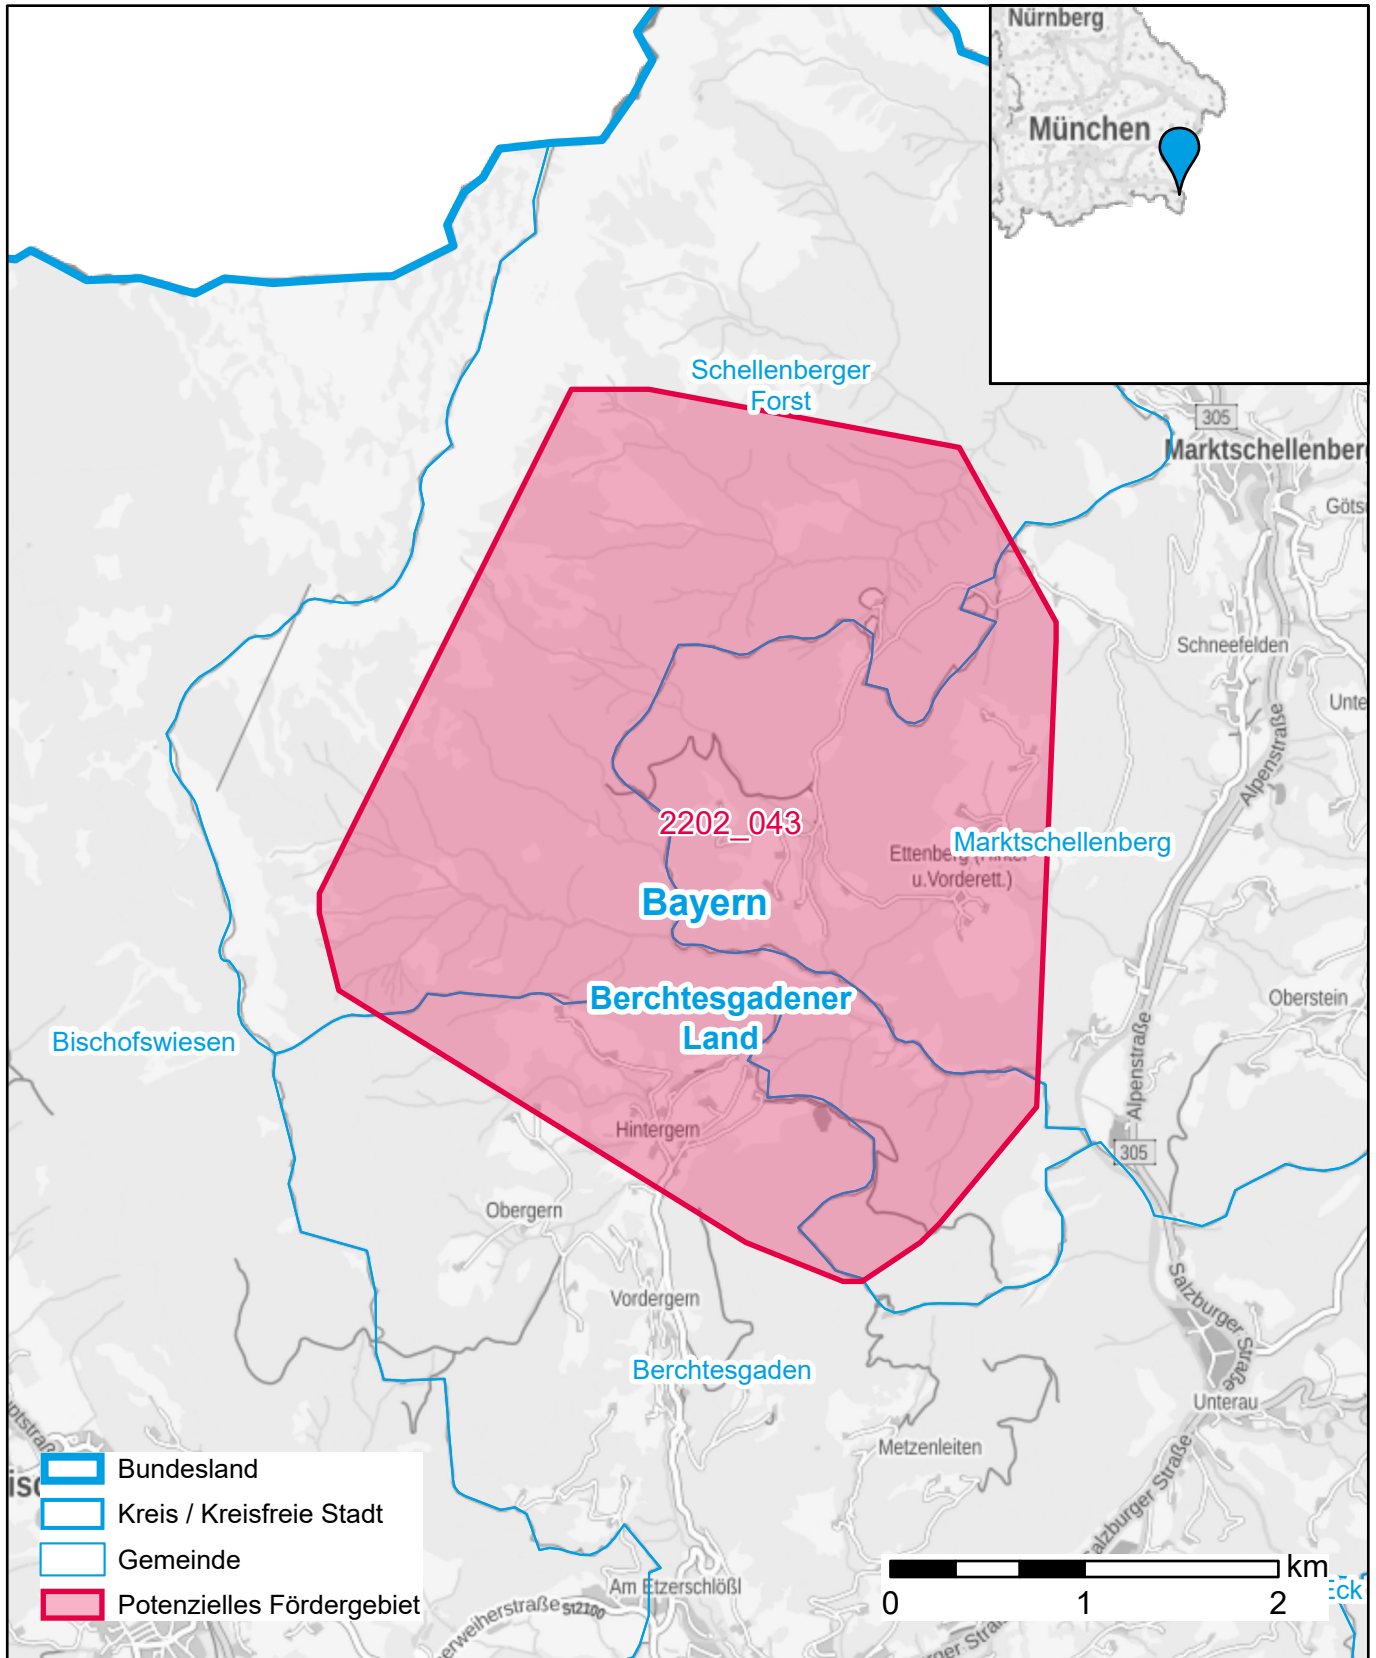 Nürnberg
München
Schellenberger
Forst
305
Marktschellenber
Göts
Schneefelden
Unte
Alpenstraße
2202_043
Marktschellenberg
Ettenberg
u.Vorderett.)
Bayern
Berchtesgadener
Land
Oberstein
Bischofswiesen
Alpenstraße
Hintergern
305
Obergern
Salzburger Straße
Vordergern
Berchtesgaden
Unterau
Metzenleiten
Salzburger Straße
Bundesland
Kreis / Kreisfreie Stadt
Gemeinde
Potenzielles Fördergebiet
Am Etzerschlößl
St2100
km
0 1 2
Eck